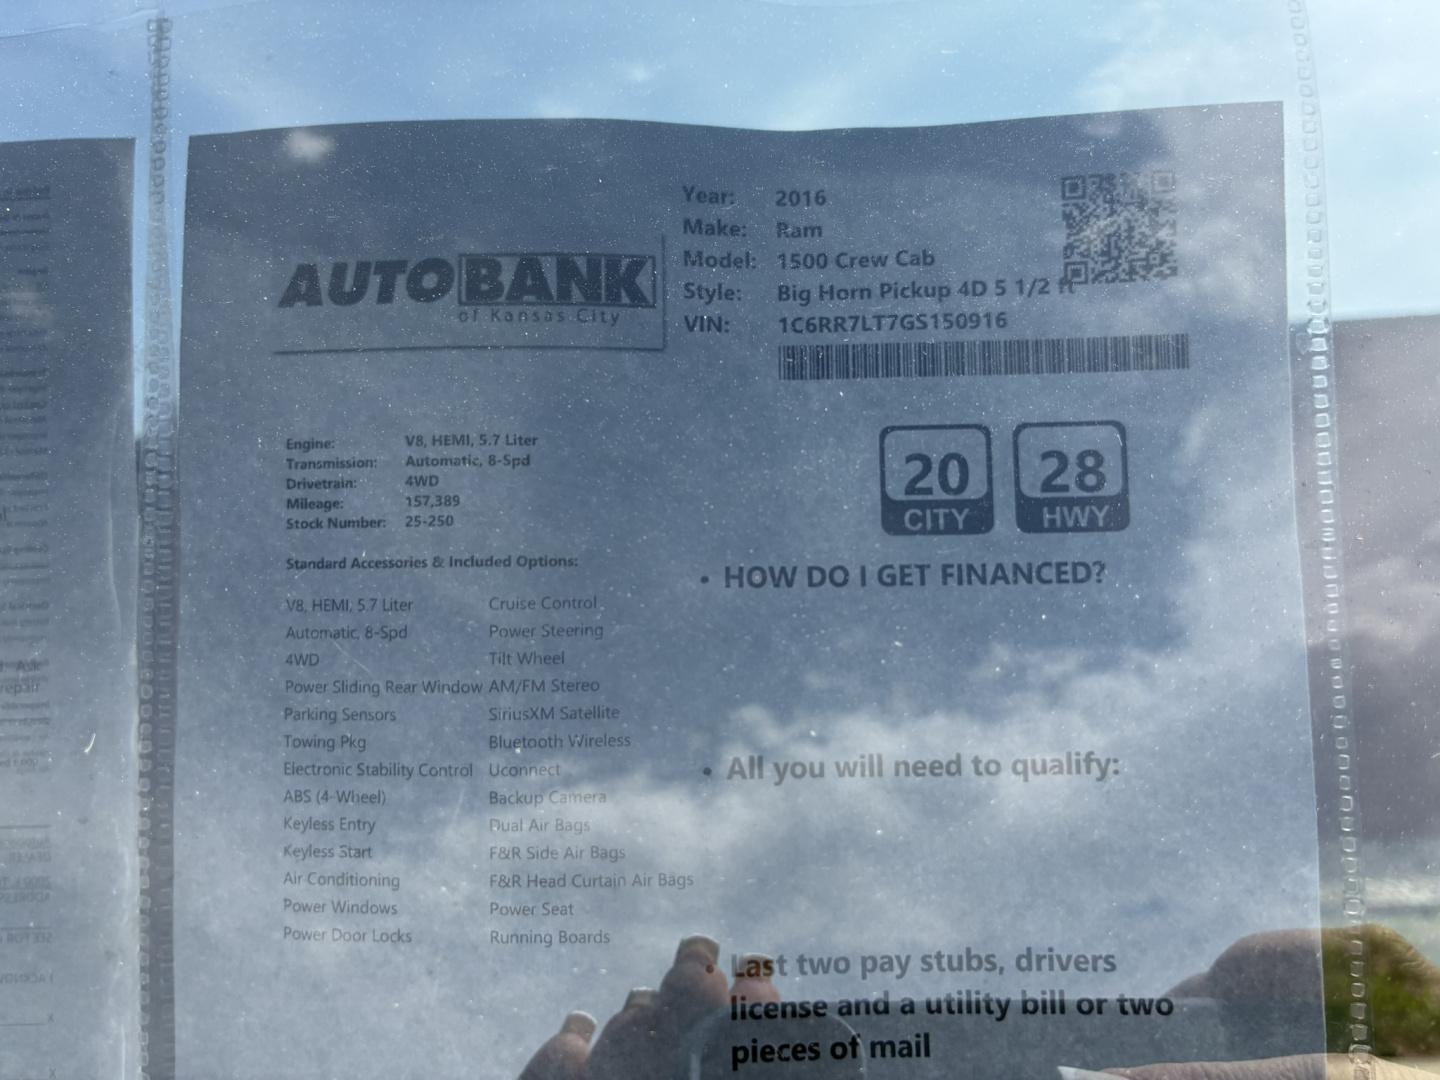 Year: 2016
Make: Ram
Model: 1500 Crew Cab
Style: Big Horn Pickup 4D 5 1/2 ft
VIN: 1C6RR7LT7GS150916
AUTOBANK
of Kansas City
Engine: V8, HEMI, 5.7 Liter
Transmission: Automatic, 8-Spd
Drivetrain: 4WD
Mileage: 157,389
Stock Number: 25-250
20 CITY
28 HWY
Standard Accessories & Included Options:
V8, HEMI, 5.7 Liter
Automatic, 8-Spd
4WD
Power Sliding Rear Window
Parking Sensors
Towing Pkg
Electronic Stability Control
ABS (4-Wheel)
Keyless Entry
Keyless Start
Air Conditioning
Power Windows
Power Door Locks
Cruise Control
Power Steering
Tilt Wheel
AM/FM Stereo
SiriusXM Satellite
Bluetooth Wireless
Uconnect
Backup Camera
Dual Air Bags
F&R Side Air Bags
F&R Head Curtain Air Bags
Power Seat
Running Boards
• HOW DO I GET FINANCED?
• All you will need to qualify:
• Last two pay stubs, drivers
license and a utility bill or two
pieces of mail
repair